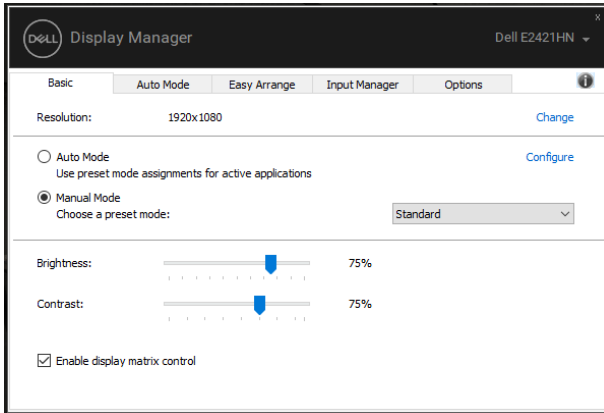 DELL Display Manager
Dell E2421HN
x
Basic Auto Mode Easy Arrange Input Manager Options i
Resolution: 1920x1080 Change
Auto Mode Configure
Use preset mode assignments for active applications
Manual Mode
Choose a preset mode: Standard
Brightness: 75%
Contrast: 75%
Enable display matrix control